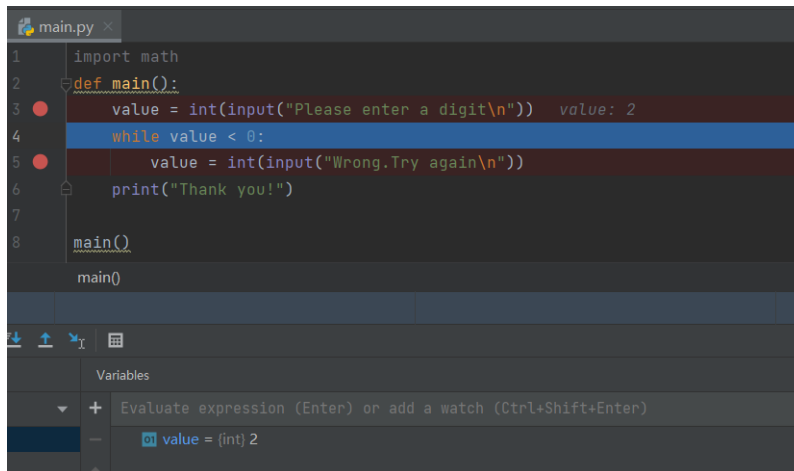 main.py
1 import math
2 def main():
3 value = int(input("Please enter a digit\n")) value: 2
4 while value < 0:
5 value = int(input("Wrong.Try again\n"))
6 print("Thank you!")
7
8 main()
main()
Variables
Evaluate expression (Enter) or add a watch (Ctrl+Shift+Enter)
01 value = {int} 2